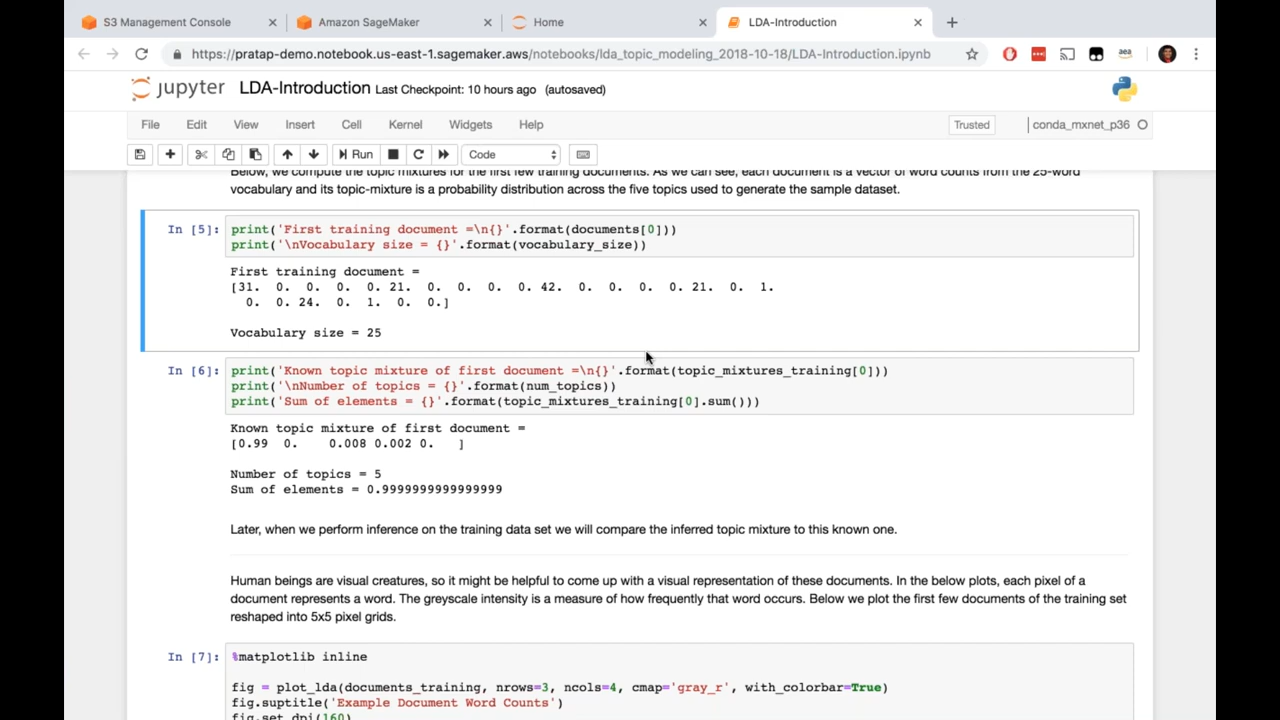 S3 Management Console
Amazon SageMaker
Home
LDA-Introduction
https://pratap-demo.notebook.us-east-1.sagemaker.aws/notebooks/lda_topic_modeling_2018-10-18/LDA-Introduction.ipynb
aea
jupyter LDA-Introduction Last Checkpoint: 10 hours ago (autosaved)
File Edit View Insert Cell Kernel Widgets Help Trusted conda_mxnet_p36
Run Code
Below, we compute the topic mixtures for the first few training documents. As we can see, each document is a vector of word counts from the 25-word
vocabulary and its topic-mixture is a probability distribution across the five topics used to generate the sample dataset.
In [5]: print('First training document =\n{}'.format(documents[0]))
print('\nVocabulary size = {}'.format(vocabulary_size))
First training document =
[31. 0. 0. 0. 0. 21. 0. 0. 0. 0. 42. 0. 0. 0. 0. 21. 0. 1.
0. 0. 24. 0. 1. 0. 0.]
Vocabulary size = 25
In [6]: print('Known topic mixture of first document =\n{}'.format(topic_mixtures_training[0]))
print('\nNumber of topics = {}'.format(num_topics))
print('Sum of elements = {}'.format(topic_mixtures_training[0].sum()))
Known topic mixture of first document =
[0.99 0. 0.008 0.002 0. ]
Number of topics = 5
Sum of elements = 0.9999999999999999
Later, when we perform inference on the training data set we will compare the inferred topic mixture to this known one.
Human beings are visual creatures, so it might be helpful to come up with a visual representation of these documents. In the below plots, each pixel of a
document represents a word. The greyscale intensity is a measure of how frequently that word occurs. Below we plot the first few documents of the training set
reshaped into 5x5 pixel grids.
In [7]: %matplotlib inline
fig = plot_lda(documents_training, nrows=3, ncols=4, cmap='gray_r', with_colorbar=True)
fig.suptitle('Example Document Word Counts')
fig.set_dpi(160)